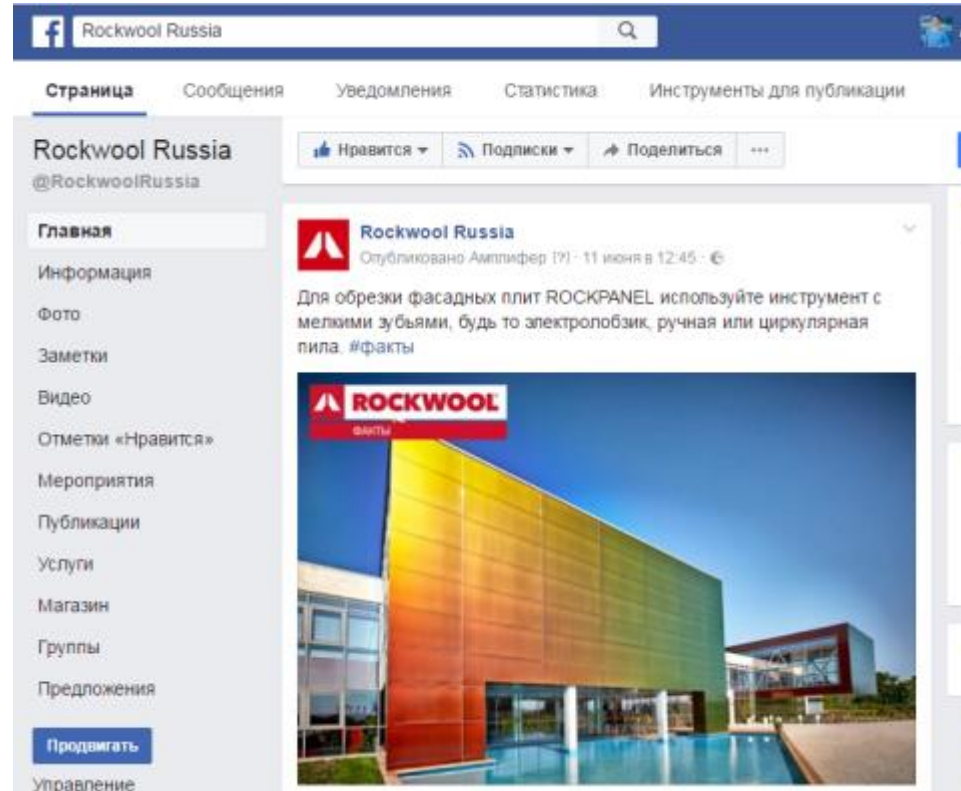 Rockwool Russia
Страница Сообщения Уведомления Статистика Инструменты для публикации
Rockwool Russia
@RockwoolRussia
Нравится Подписки Поделиться ...
Главная
Информация
Фото
Заметки
Видео
Отметки «Нравится»
Мероприятия
Публикации
Услуги
Магазин
Группы
Предложения
Продвигать
Управление
Rockwool Russia
Опубликовано Амплифер [?] · 11 июня в 12:45 ·
Для обрезки фасадных плит ROCKPANEL используйте инструмент с
мелкими зубьями, будь то электролобзик, ручная или циркулярная
пила. #факты
ROCKWOOL
ФАКТЫ